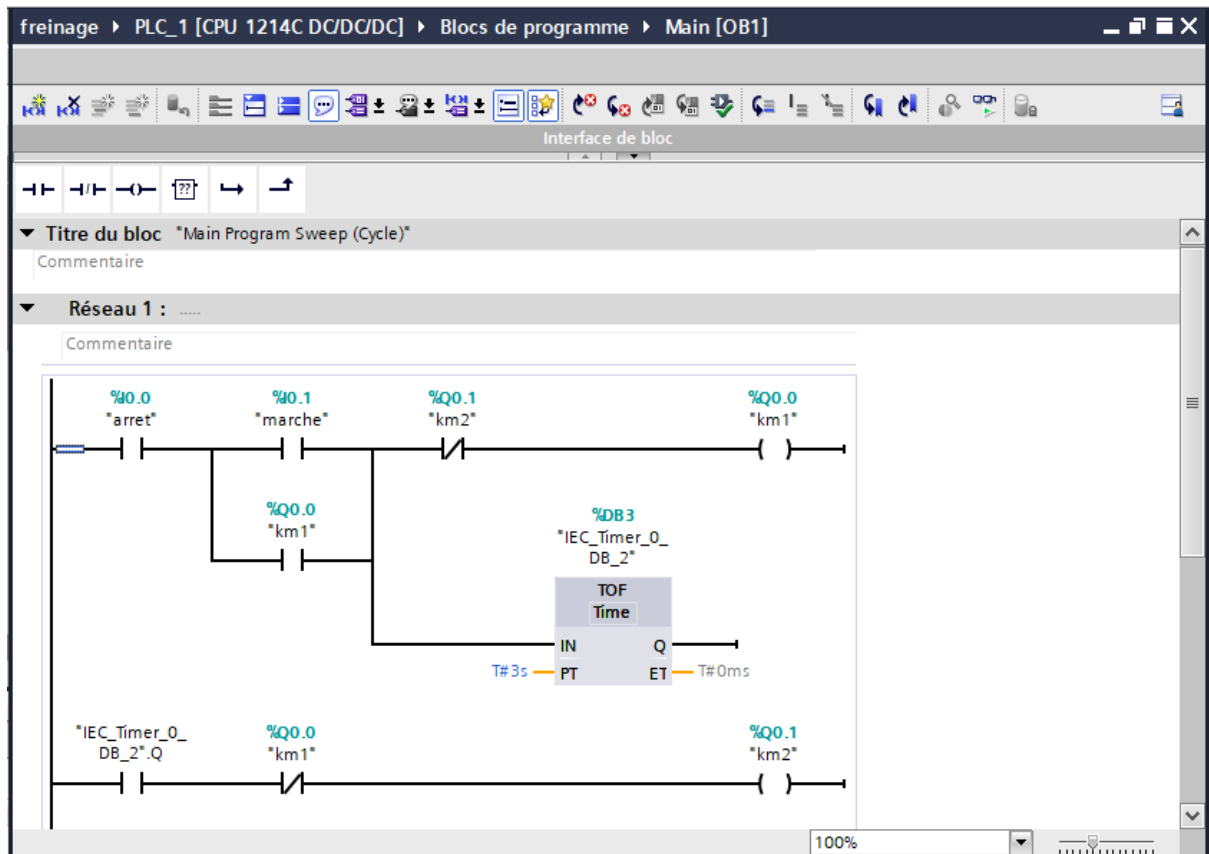 freinage ▸ PLC_1 [CPU 1214C DC/DC/DC] ▸ Blocs de programme ▸ Main [OB1]
Interface de bloc
??
Titre du bloc "Main Program Sweep (Cycle)"
Commentaire
Réseau 1 : .....
Commentaire
%I0.0 %I0.1 %Q0.1 %Q0.0
"arret" "marche" "km2" "km1"
%Q0.0
"km1"
%DB3
"IEC_Timer_0_
DB_2"
TOF
Time
IN Q
T#3s PT ET T#0ms
"IEC_Timer_0_ %Q0.0 %Q0.1
DB_2".Q "km1" "km2"
100%